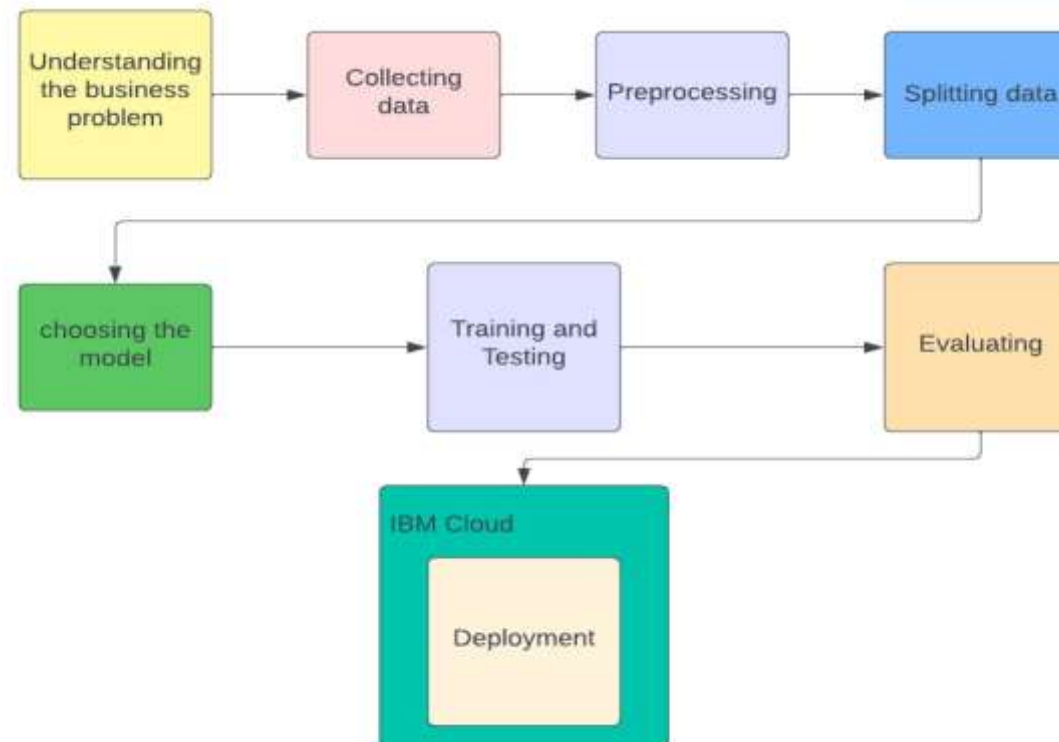 Understanding
the business
problem
Collecting
data
Preprocessing
Splitting data
choosing the
model
Training and
Testing
Evaluating
IBM Cloud
Deployment